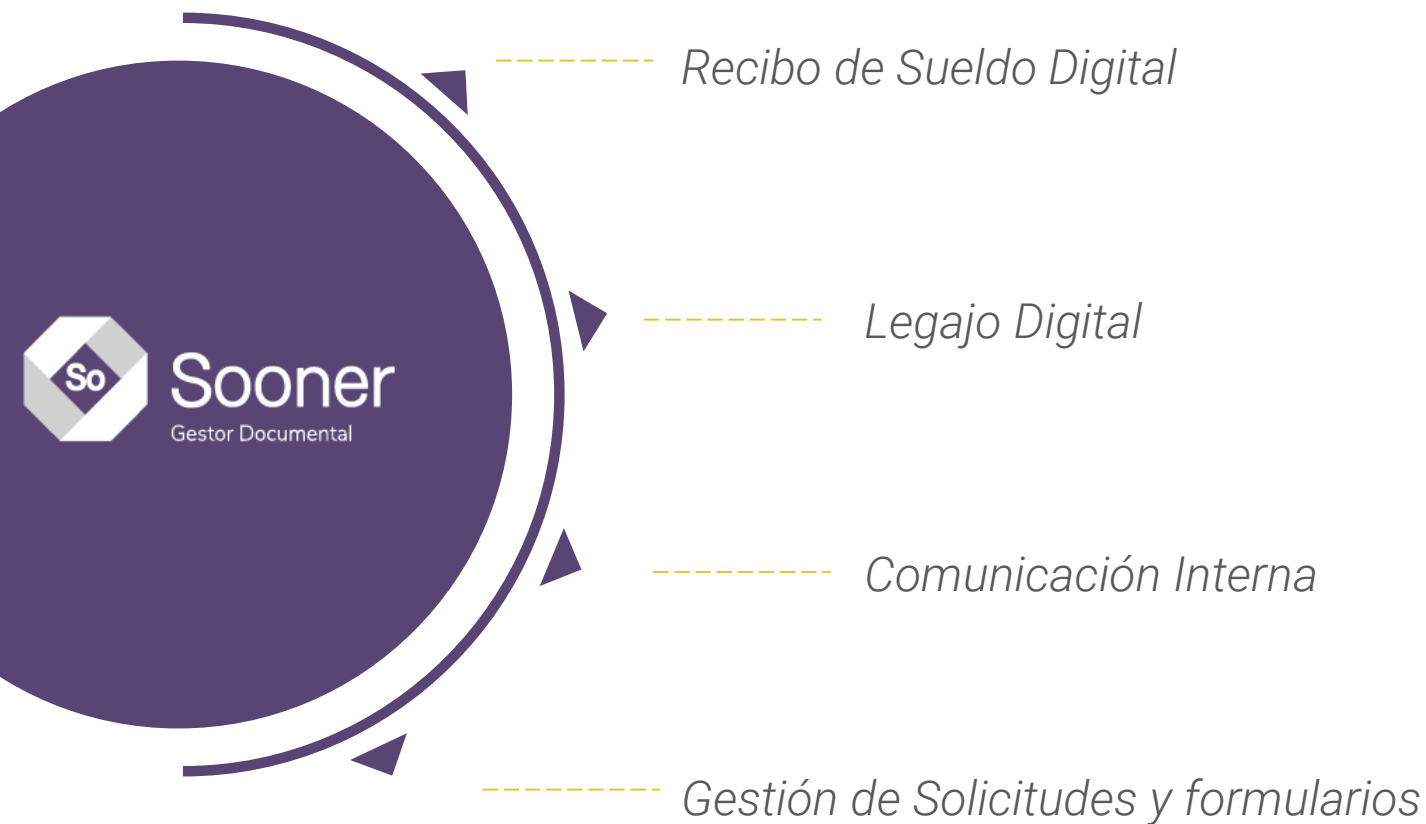 Recibo de Sueldo Digital
Legajo Digital
So
Sooner
Gestor Documental
Comunicación Interna
Gestión de Solicitudes y formularios